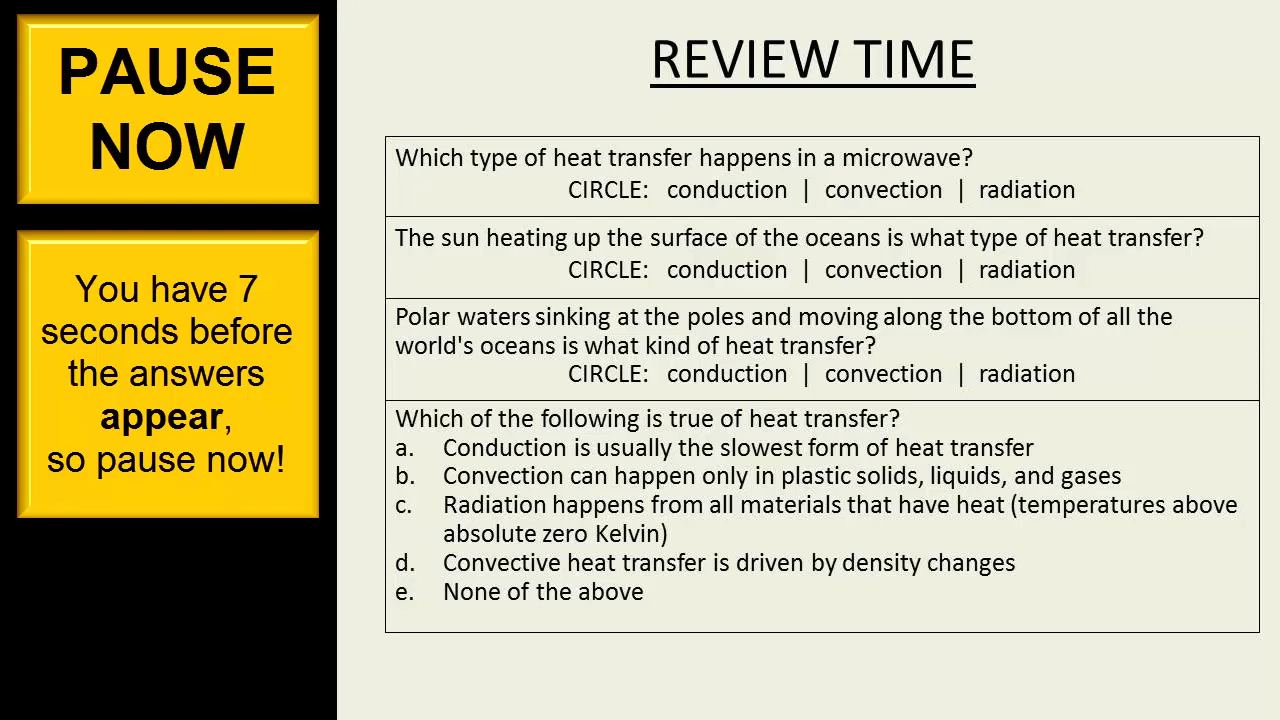 PAUSE
NOW
You have 7
seconds before
the answers
appear,
so pause now!
REVIEW TIME
Which type of heat transfer happens in a microwave?
CIRCLE: conduction | convection | radiation
The sun heating up the surface of the oceans is what type of heat transfer?
CIRCLE: conduction | convection | radiation
Polar waters sinking at the poles and moving along the bottom of all the
world's oceans is what kind of heat transfer?
CIRCLE: conduction | convection | radiation
Which of the following is true of heat transfer?
a. Conduction is usually the slowest form of heat transfer
b. Convection can happen only in plastic solids, liquids, and gases
c. Radiation happens from all materials that have heat (temperatures above
absolute zero Kelvin)
d. Convective heat transfer is driven by density changes
e. None of the above